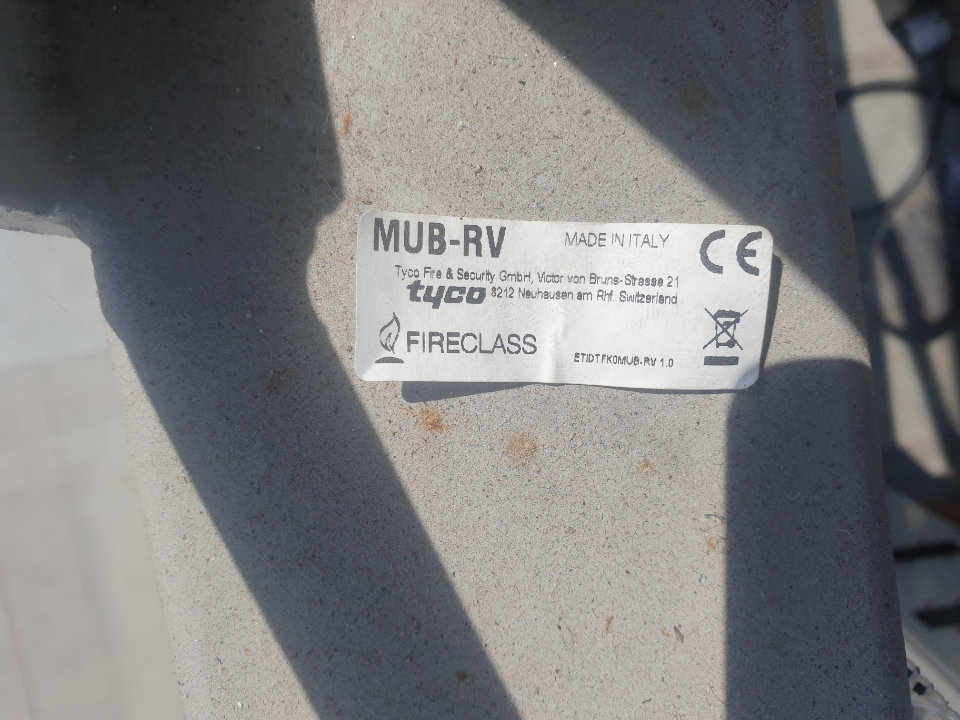 MUB-RV MADE IN ITALY CE
Tyco Fire & Security GmbH, Victor von Bruns-Strasse 21
tyco 8212 Neuhausen am Rhf. Switzerland
FIRECLASS
ETIDTFK0MUB-RV 1.0